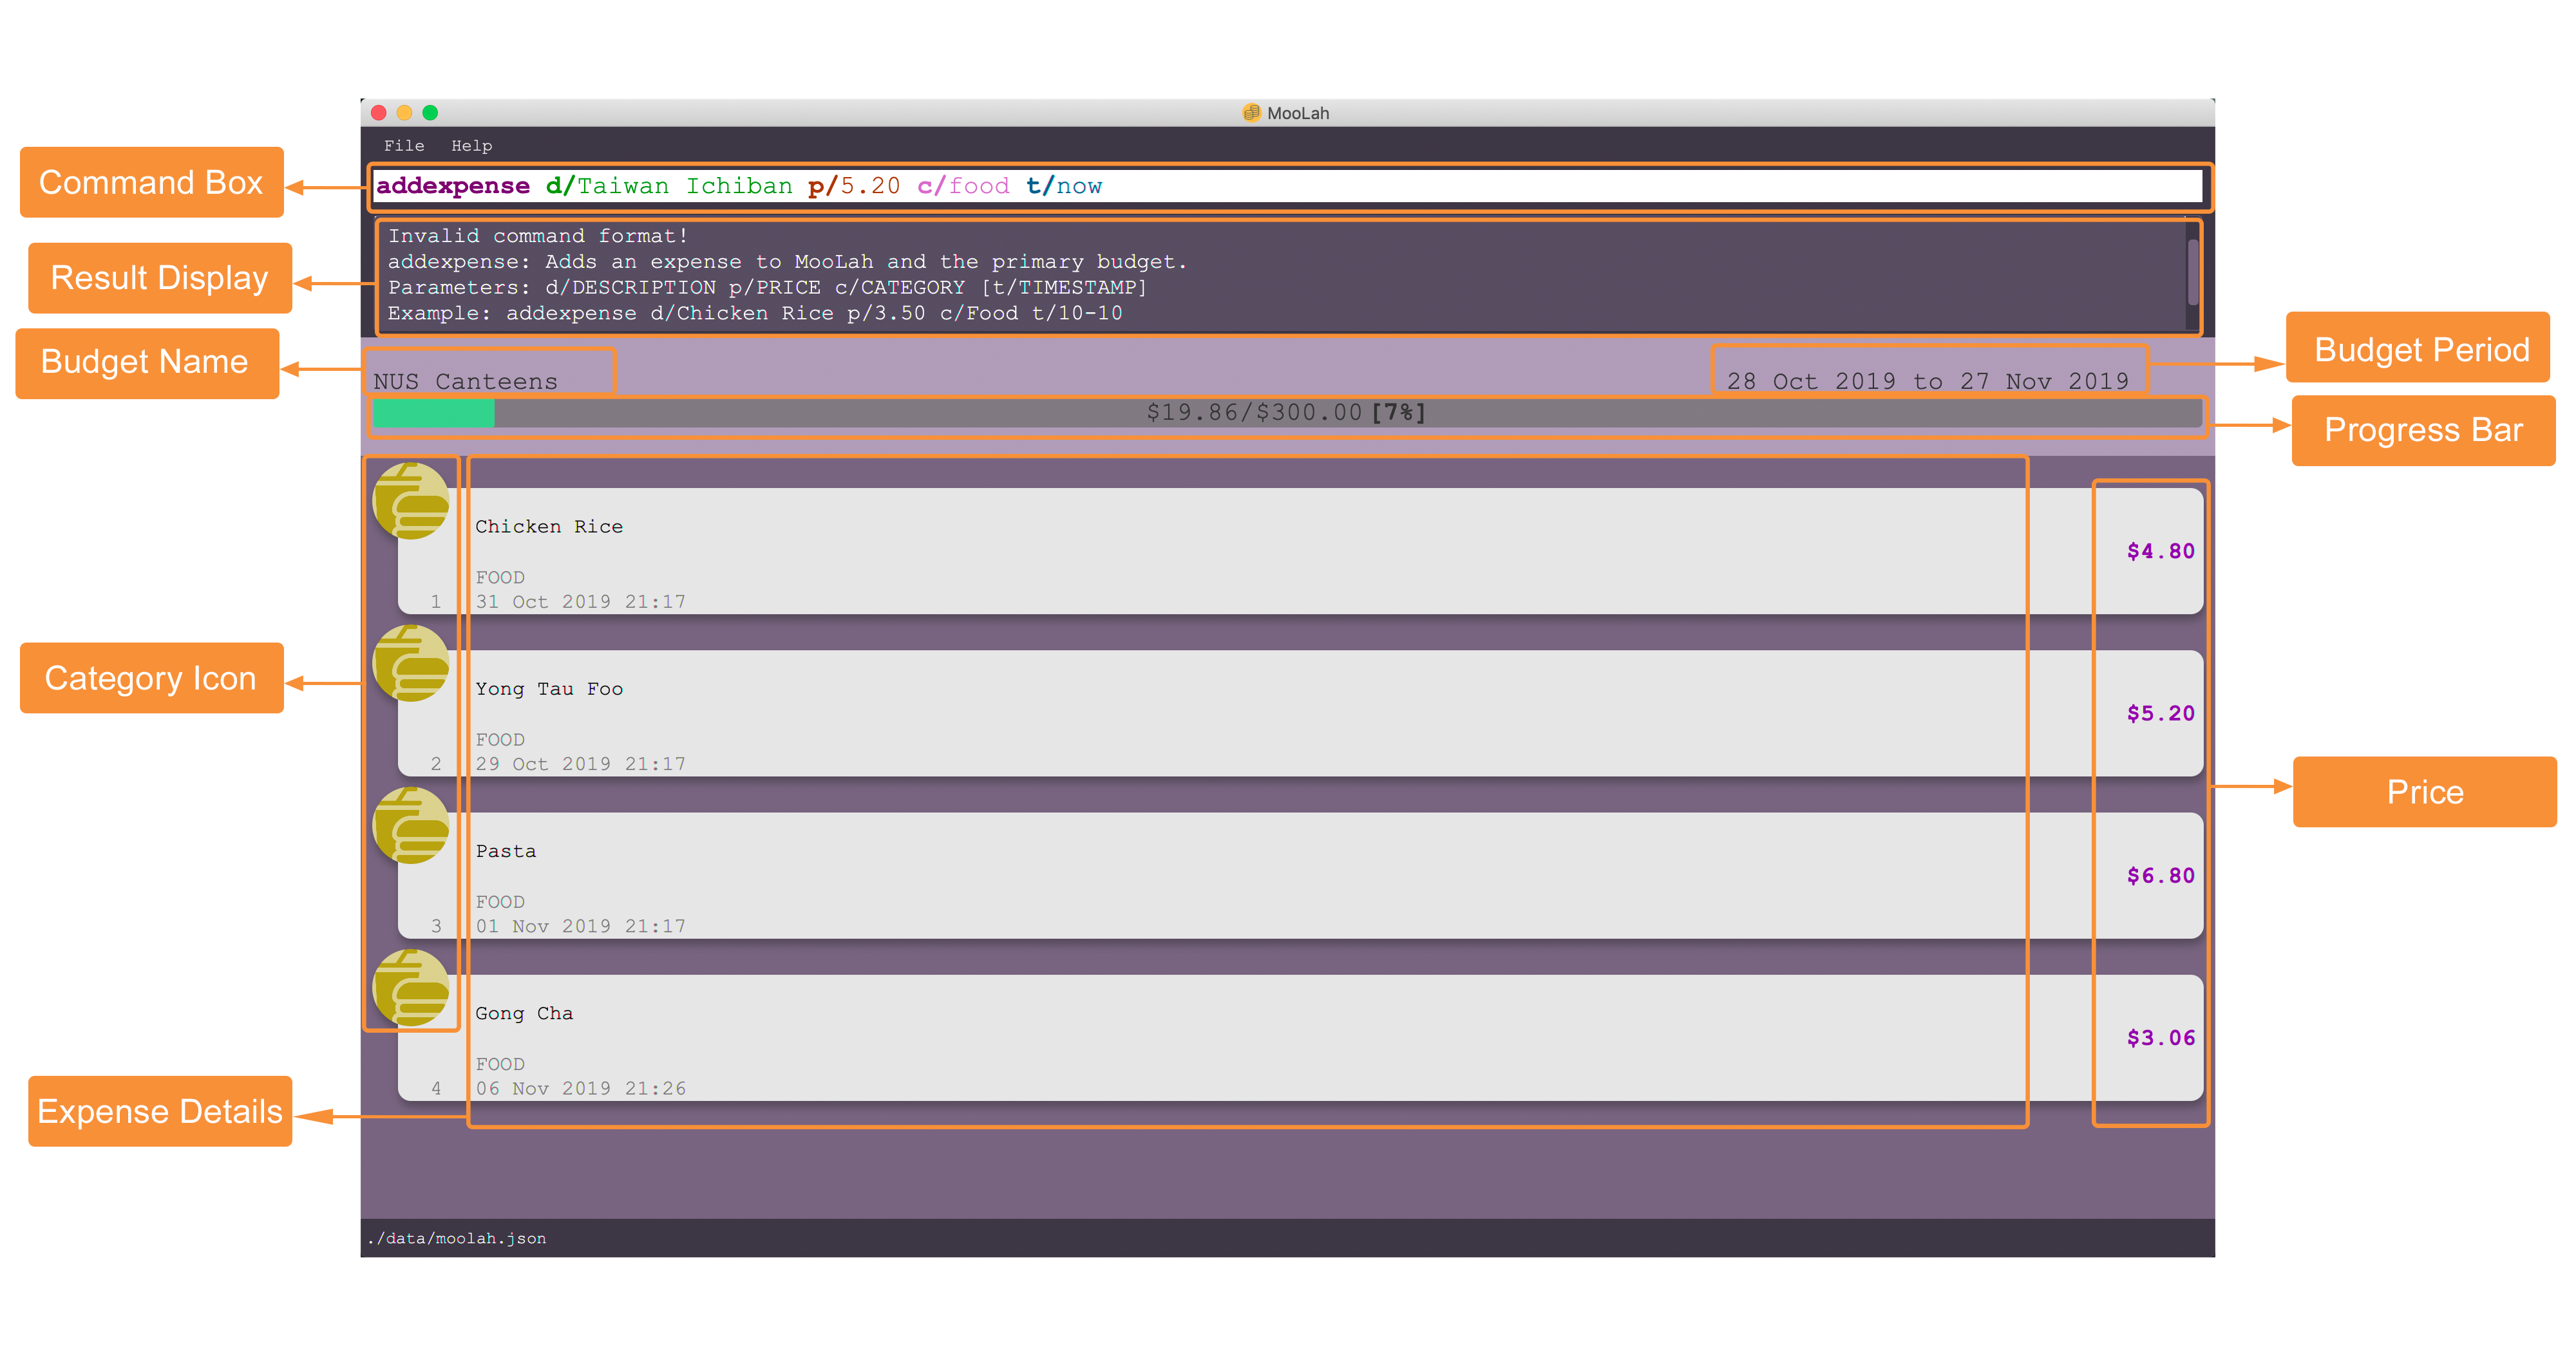 MooLah
File Help
Command Box
addexpense d/Taiwan Ichiban p/5.20 c/food t/now
Result Display
Invalid command format!
addexpense: Adds an expense to MooLah and the primary budget.
Parameters: d/DESCRIPTION p/PRICE c/CATEGORY [t/TIMESTAMP]
Example: addexpense d/Chicken Rice p/3.50 c/Food t/10-10
Budget Name
NUS Canteens
28 Oct 2019 to 27 Nov 2019
Budget Period
$19.86/$300.00 [7%]
Progress Bar
Chicken Rice
$4.80
FOOD
1 31 Oct 2019 21:17
Category Icon
Yong Tau Foo
$5.20
FOOD
2 29 Oct 2019 21:17
Price
Pasta
$6.80
FOOD
3 01 Nov 2019 21:17
Gong Cha
$3.06
FOOD
4 06 Nov 2019 21:26
Expense Details
./data/moolah.json